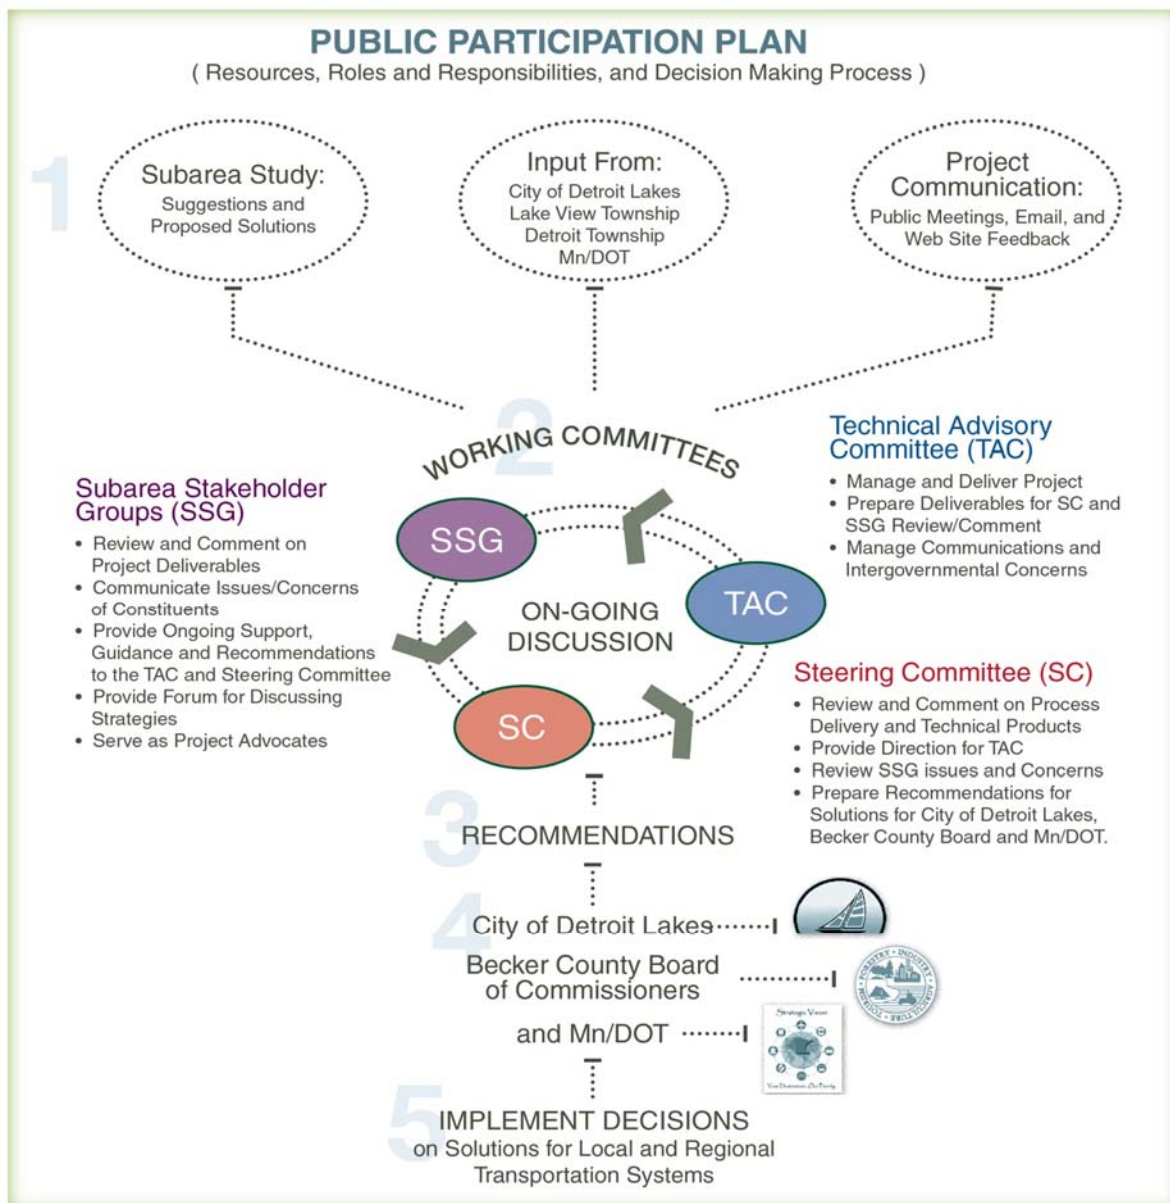 PUBLIC PARTICIPATION PLAN
( Resources, Roles and Responsibilities, and Decision Making Process )
1
Subarea Study:
Suggestions and
Proposed Solutions
Input From:
City of Detroit Lakes
Lake View Township
Detroit Township
Mn/DOT
Project
Communication:
Public Meetings, Email, and
Web Site Feedback
2
WORKING COMMITTEES
Technical Advisory
Committee (TAC)
• Manage and Deliver Project
• Prepare Deliverables for SC and
SSG Review/Comment
• Manage Communications and
Intergovernmental Concerns
Subarea Stakeholder
Groups (SSG)
• Review and Comment on
Project Deliverables
• Communicate Issues/Concerns
of Constituents
• Provide Ongoing Support,
Guidance and Recommendations
to the TAC and Steering Committee
• Provide Forum for Discussing
Strategies
• Serve as Project Advocates
SSG
TAC
ON-GOING
DISCUSSION
SC
Steering Committee (SC)
• Review and Comment on Process
Delivery and Technical Products
• Provide Direction for TAC
• Review SSG issues and Concerns
• Prepare Recommendations for
Solutions for City of Detroit Lakes,
Becker County Board and Mn/DOT.
3
RECOMMENDATIONS
4
City of Detroit Lakes
Becker County Board
of Commissioners
FORESTRY • INDUSTRY • AGRICULTURE • TOURISM
and Mn/DOT
Strategic Vision
5
IMPLEMENT DECISIONS
on Solutions for Local and Regional
Transportation Systems